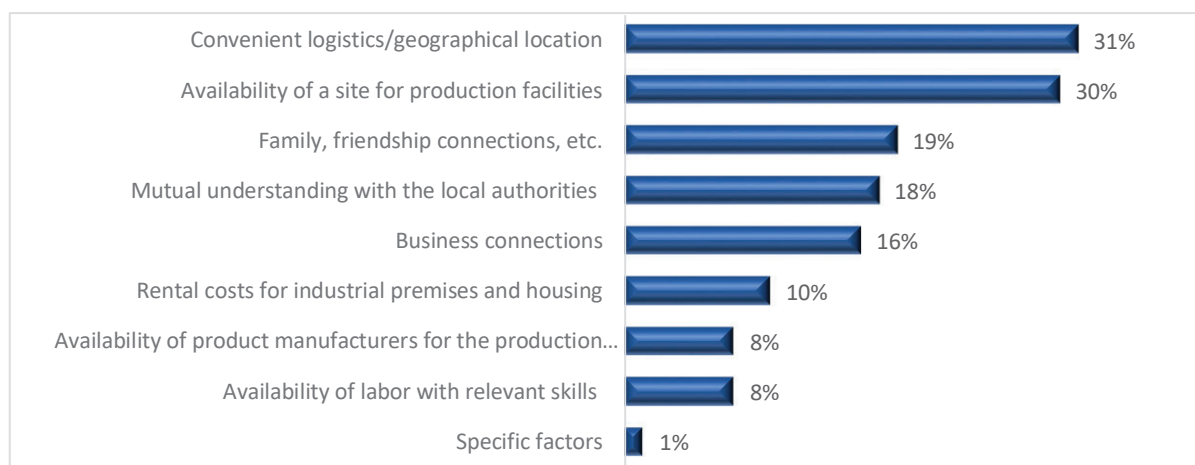 Convenient logistics/geographical location 31%
Availability of a site for production facilities 30%
Family, friendship connections, etc. 19%
Mutual understanding with the local authorities 18%
Business connections 16%
Rental costs for industrial premises and housing 10%
Availability of product manufacturers for the production... 8%
Availability of labor with relevant skills 8%
Specific factors 1%